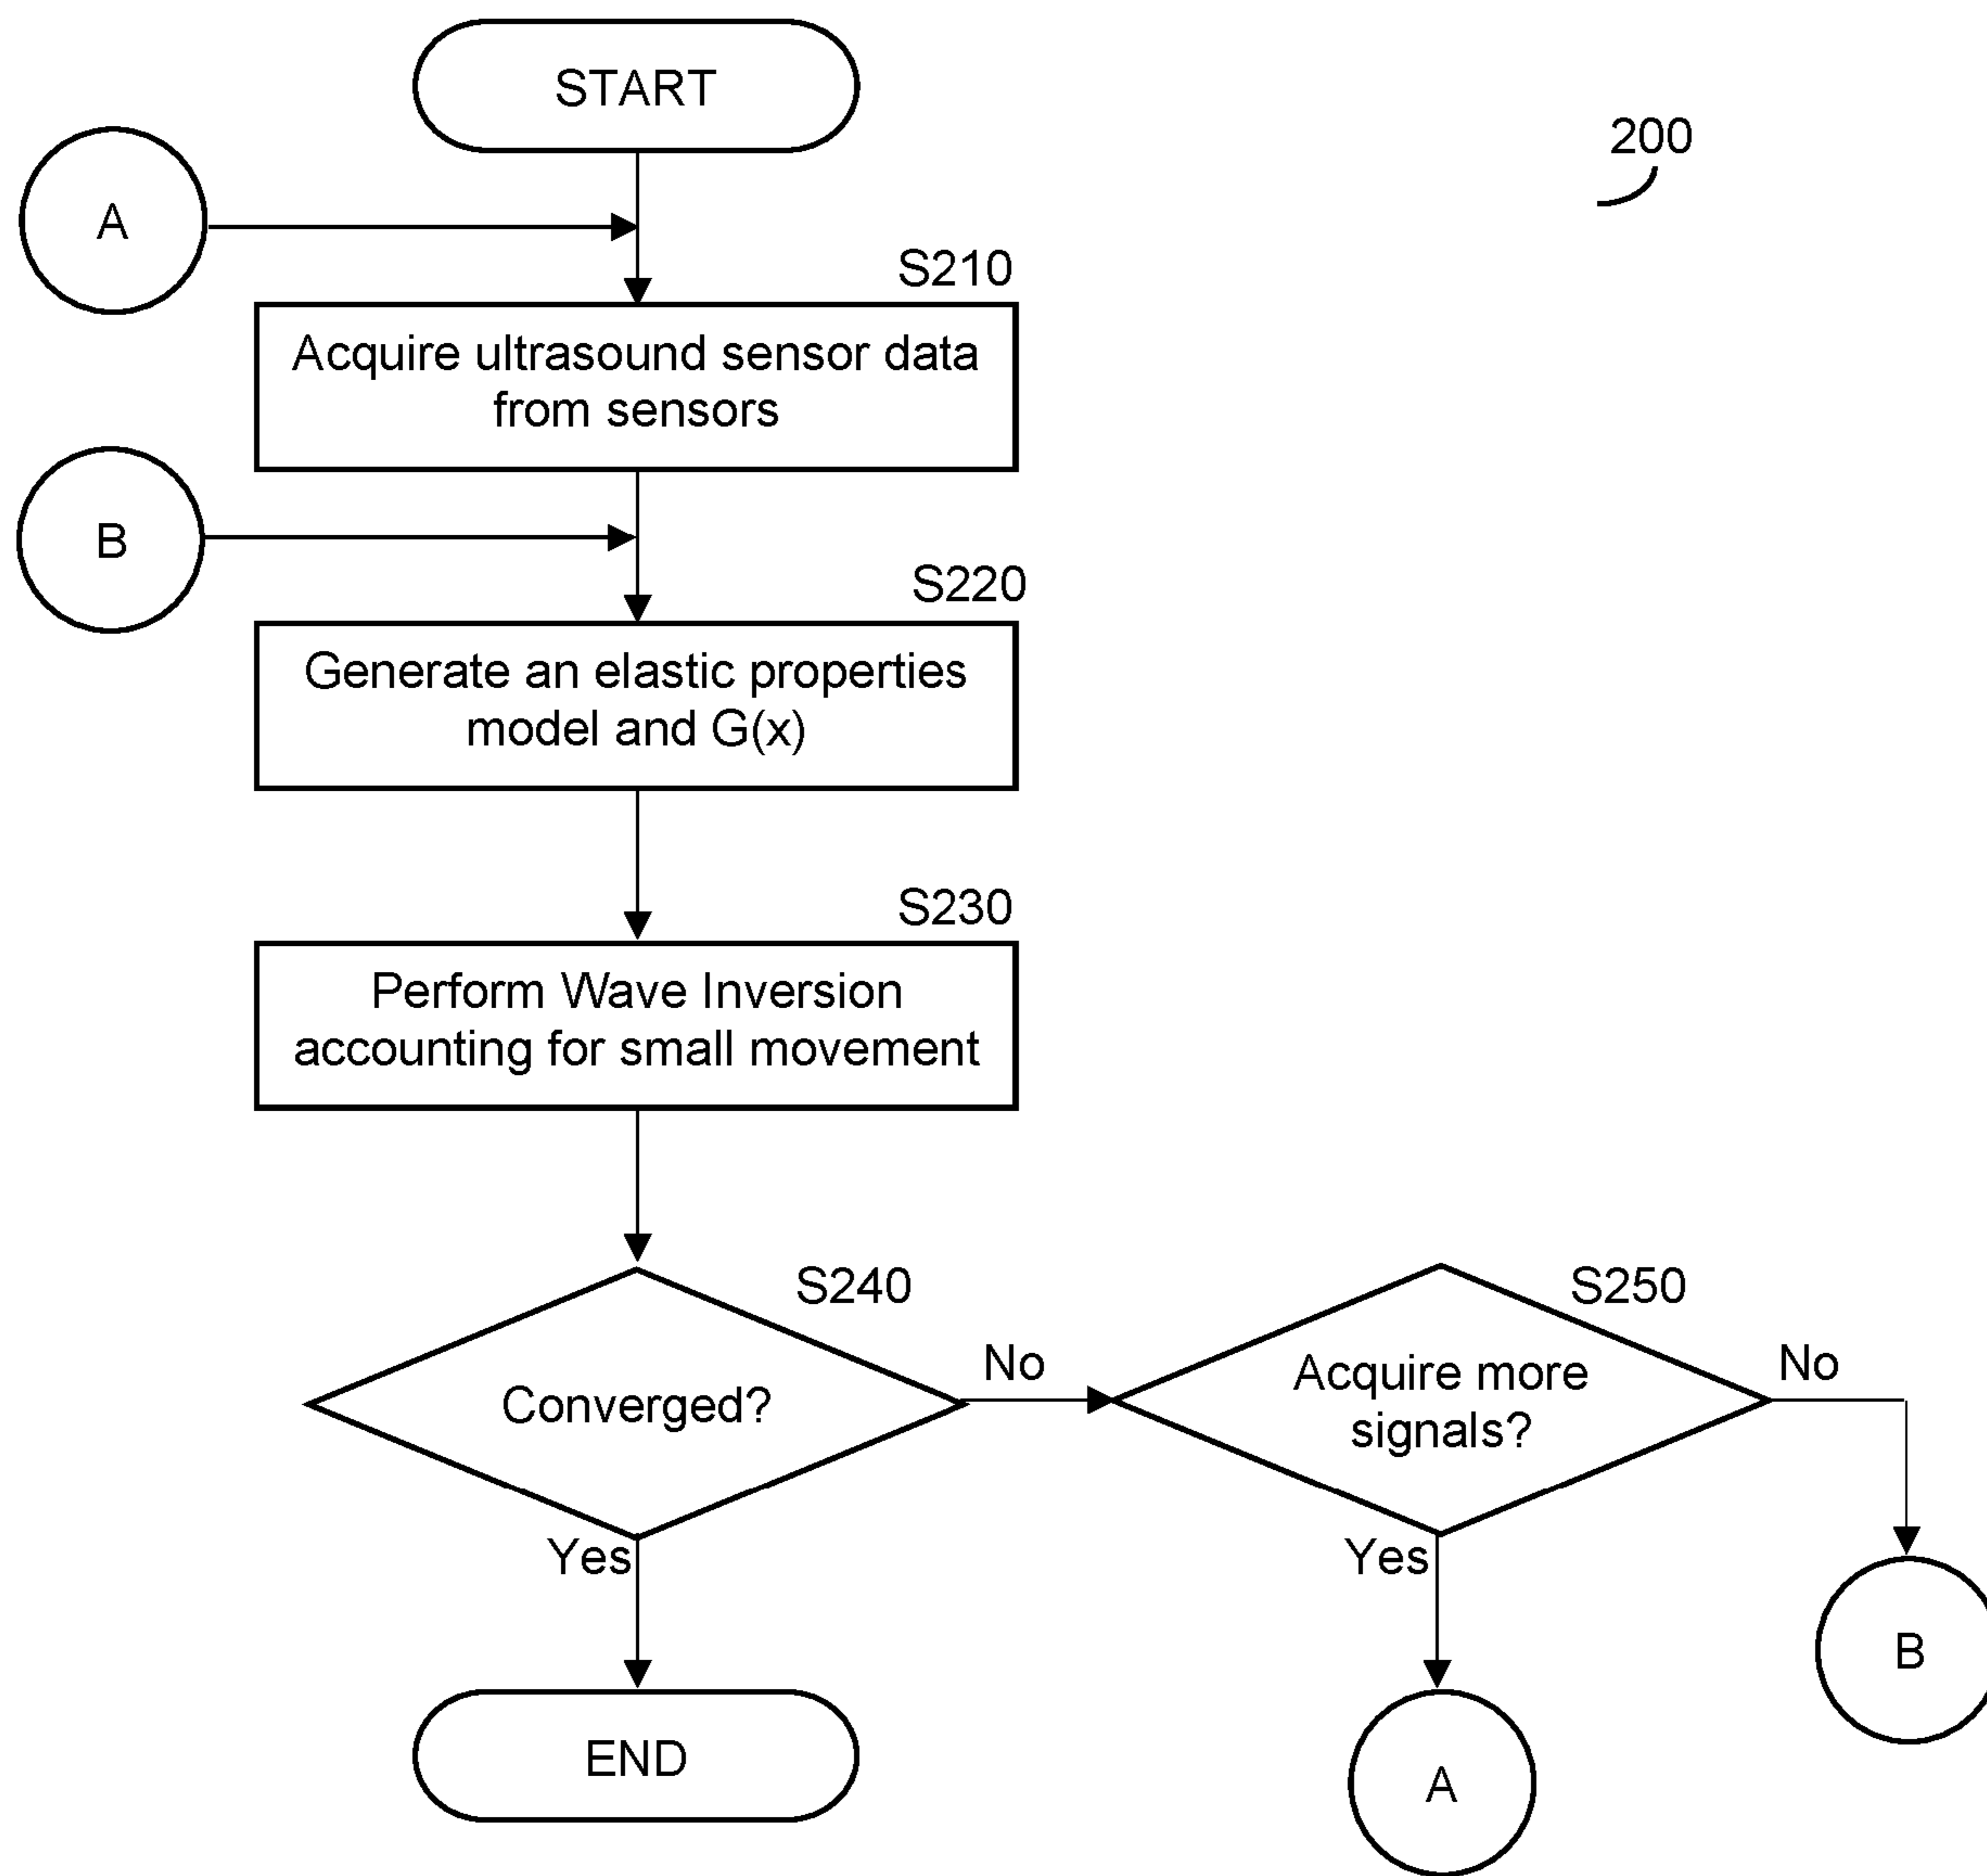 START
200
A
S210
Acquire ultrasound sensor data
from sensors
B
S220
Generate an elastic properties
model and G(x)
S230
Perform Wave Inversion
accounting for small movement
S240
S250
Converged?
No
Acquire more
signals?
No
Yes
Yes
B
END
A